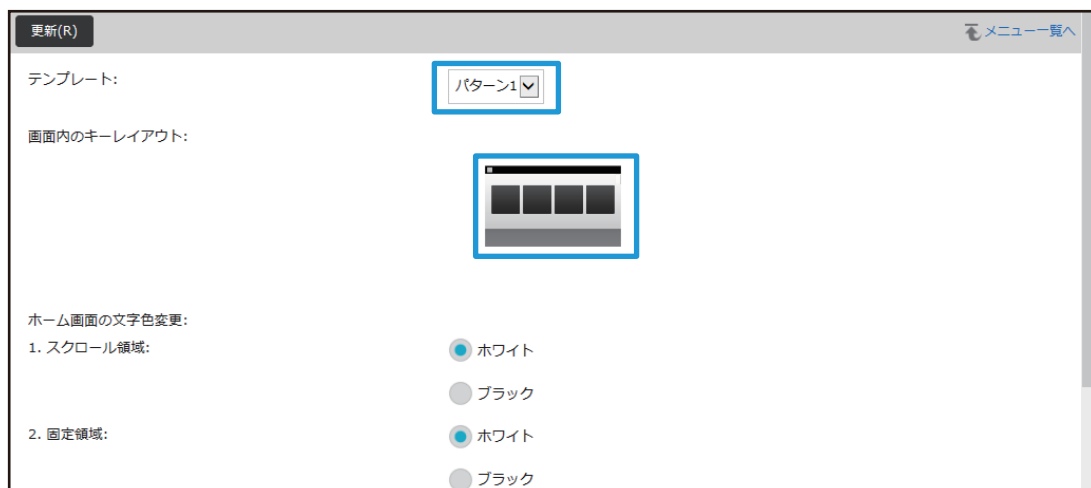 更新(R)
メニュー一覧へ
テンプレート:
パターン1
画面内のキーレイアウト:
ホーム画面の文字色変更:
1. スクロール領域:
ホワイト
ブラック
2. 固定領域:
ホワイト
ブラック